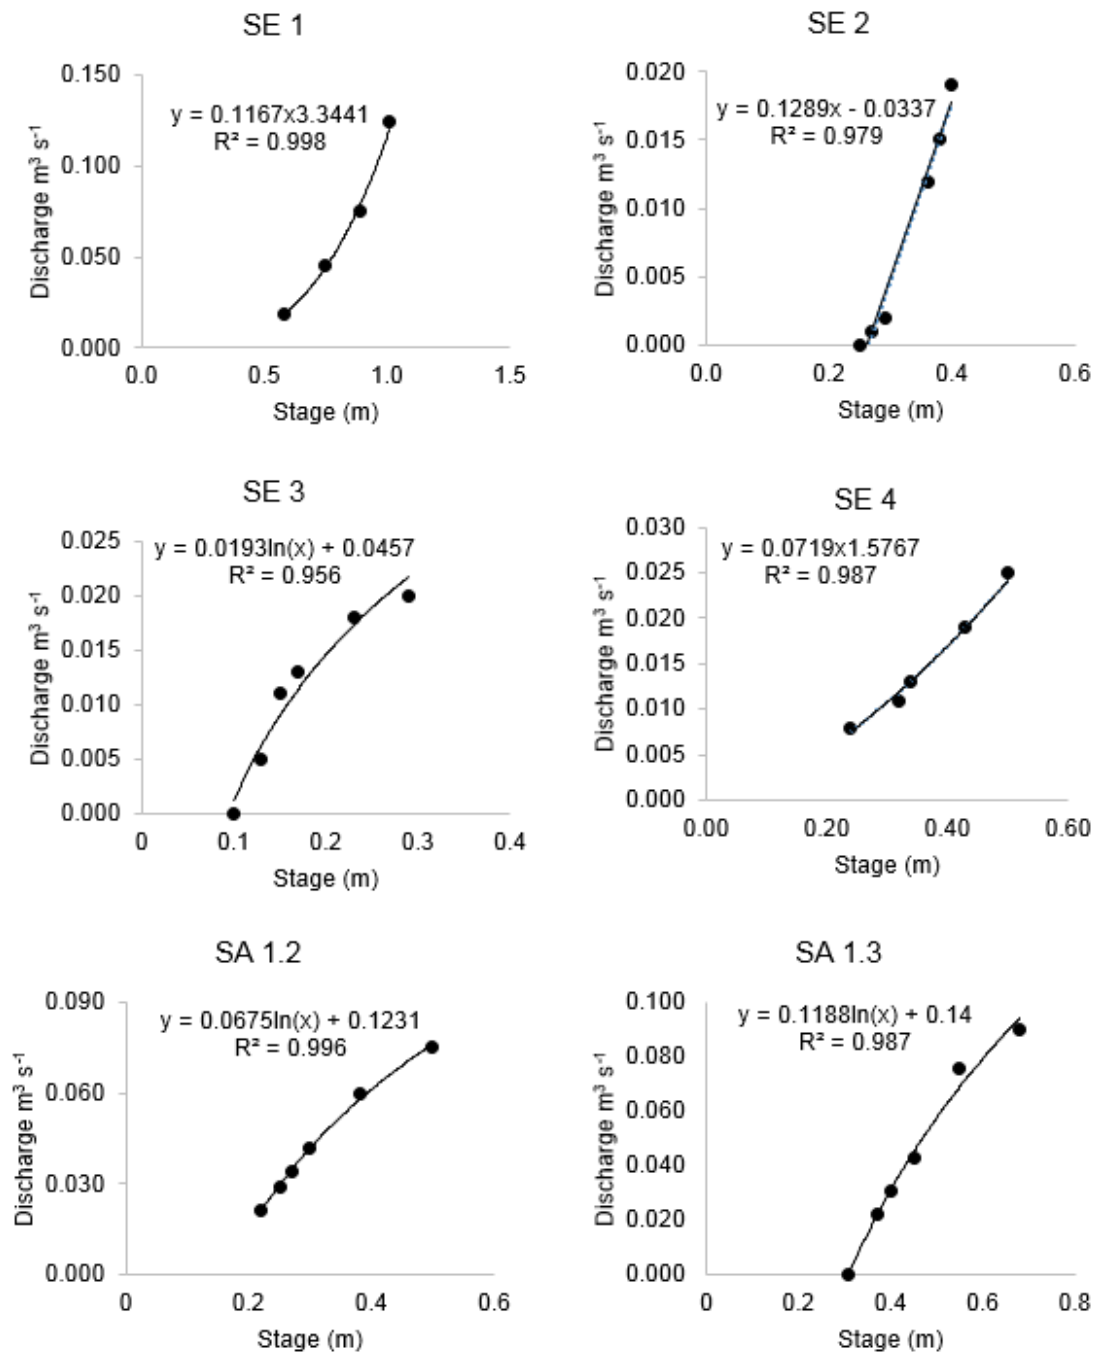 SE 1
0.150
y = 0.1167x3.3441
R² = 0.998
0.100
0.050
0.000
Discharge m³ s⁻¹
0.0 0.5 1.0 1.5
Stage (m)
SE 2
0.020
y = 0.1289x - 0.0337
R² = 0.979
0.015
0.010
0.005
0.000
Discharge m³ s⁻¹
0.0 0.2 0.4 0.6
Stage (m)
SE 3
0.025
y = 0.0193ln(x) + 0.0457
R² = 0.956
0.020
0.015
0.010
0.005
0.000
Discharge m³ s⁻¹
0 0.1 0.2 0.3 0.4
Stage (m)
SE 4
0.030
y = 0.0719x1.5767
R² = 0.987
0.025
0.020
0.015
0.010
0.005
0.000
Discharge m³ s⁻¹
0.00 0.20 0.40 0.60
Stage (m)
SA 1.2
0.090
y = 0.0675ln(x) + 0.1231
R² = 0.996
0.060
0.030
0.000
Discharge m³ s⁻¹
0 0.2 0.4 0.6
Stage (m)
SA 1.3
0.100
y = 0.1188ln(x) + 0.14
R² = 0.987
0.080
0.060
0.040
0.020
0.000
Discharge m³ s⁻¹
0 0.2 0.4 0.6 0.8
Stage (m)